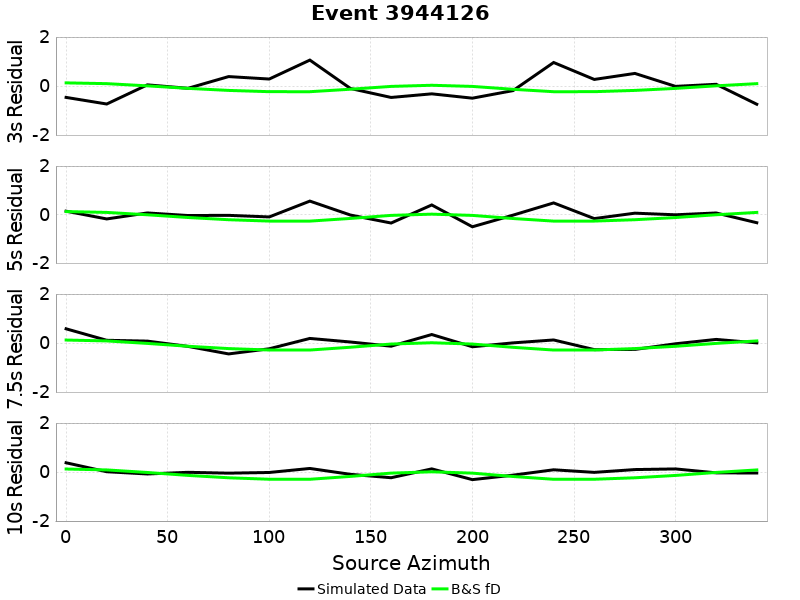 Event 3944126
3s Residual
2
0
-2
5s Residual
2
0
-2
7.5s Residual
2
0
-2
10s Residual
2
0
-2
0 50 100 150 200 250 300
Source Azimuth
Simulated Data B&S fD